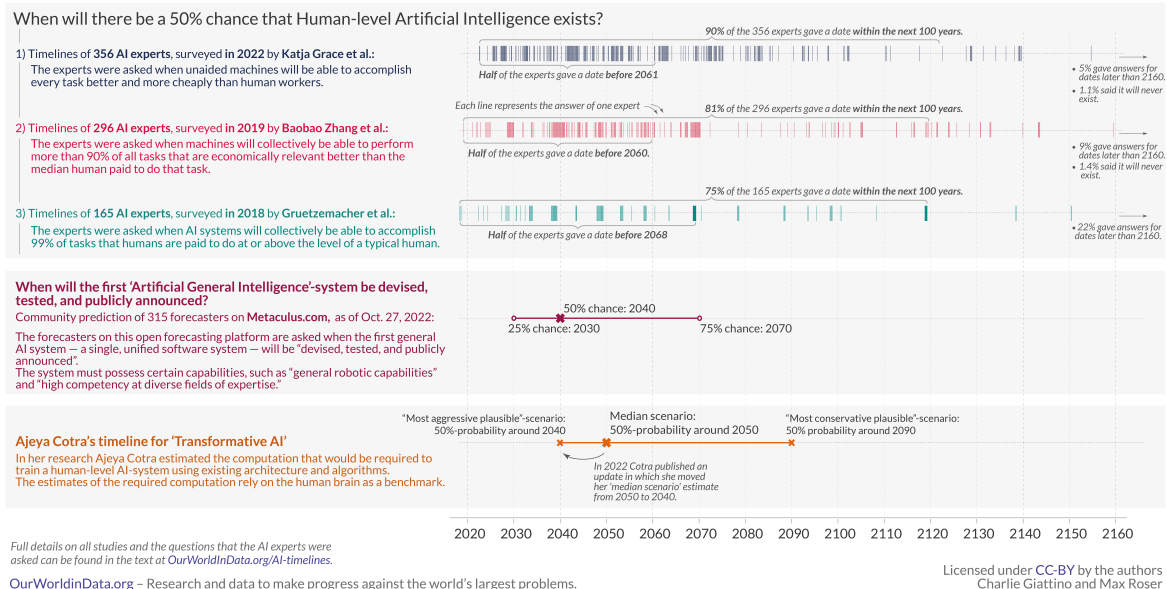 When will there be a 50% chance that Human-level Artificial Intelligence exists?
90% of the 356 experts gave a date within the next 100 years.
1) Timelines of 356 AI experts, surveyed in 2022 by Katja Grace et al.:
The experts were asked when unaided machines will be able to accomplish
every task better and more cheaply than human workers.
Half of the experts gave a date before 2061
• 5% gave answers for
dates later than 2160.
• 1.1% said it will never
exist.
Each line represents the answer of one expert
81% of the 296 experts gave a date within the next 100 years.
2) Timelines of 296 AI experts, surveyed in 2019 by Baobao Zhang et al.:
The experts were asked when machines will collectively be able to perform
more than 90% of all tasks that are economically relevant better than the
median human paid to do that task.
Half of the experts gave a date before 2060.
• 9% gave answers for
dates later than 2160.
• 1.4% said it will never
exist.
75% of the 165 experts gave a date within the next 100 years.
3) Timelines of 165 AI experts, surveyed in 2018 by Gruetzemacher et al.:
The experts were asked when AI systems will collectively be able to accomplish
99% of tasks that humans are paid to do at or above the level of a typical human.
Half of the experts gave a date before 2068
• 22% gave answers for
dates later than 2160.
When will the first ‘Artificial General Intelligence’-system be devised,
tested, and publicly announced?
Community prediction of 315 forecasters on Metaculus.com, as of Oct. 27, 2022:
The forecasters on this open forecasting platform are asked when the first general
AI system — a single, unified software system — will be “devised, tested, and publicly
announced”.
The system must possess certain capabilities, such as “general robotic capabilities”
and “high competency at diverse fields of expertise.”
50% chance: 2040
25% chance: 2030
75% chance: 2070
Ajeya Cotra’s timeline for ‘Transformative AI’
In her research Ajeya Cotra estimated the computation that would be required to
train a human-level AI-system using existing architecture and algorithms.
The estimates of the required computation rely on the human brain as a benchmark.
“Most aggressive plausible”-scenario:
50%-probability around 2040
Median scenario:
50%-probability around 2050
“Most conservative plausible”-scenario:
50% probability around 2090
In 2022 Cotra published an
update in which she moved
her ‘median scenario’ estimate
from 2050 to 2040.
2020 2030 2040 2050 2060 2070 2080 2090 2100 2110 2120 2130 2140 2150 2160
Full details on all studies and the questions that the AI experts were
asked can be found in the text at OurWorldInData.org/AI-timelines.
OurWorldinData.org – Research and data to make progress against the world’s largest problems.
Licensed under CC-BY by the authors
Charlie Giattino and Max Roser